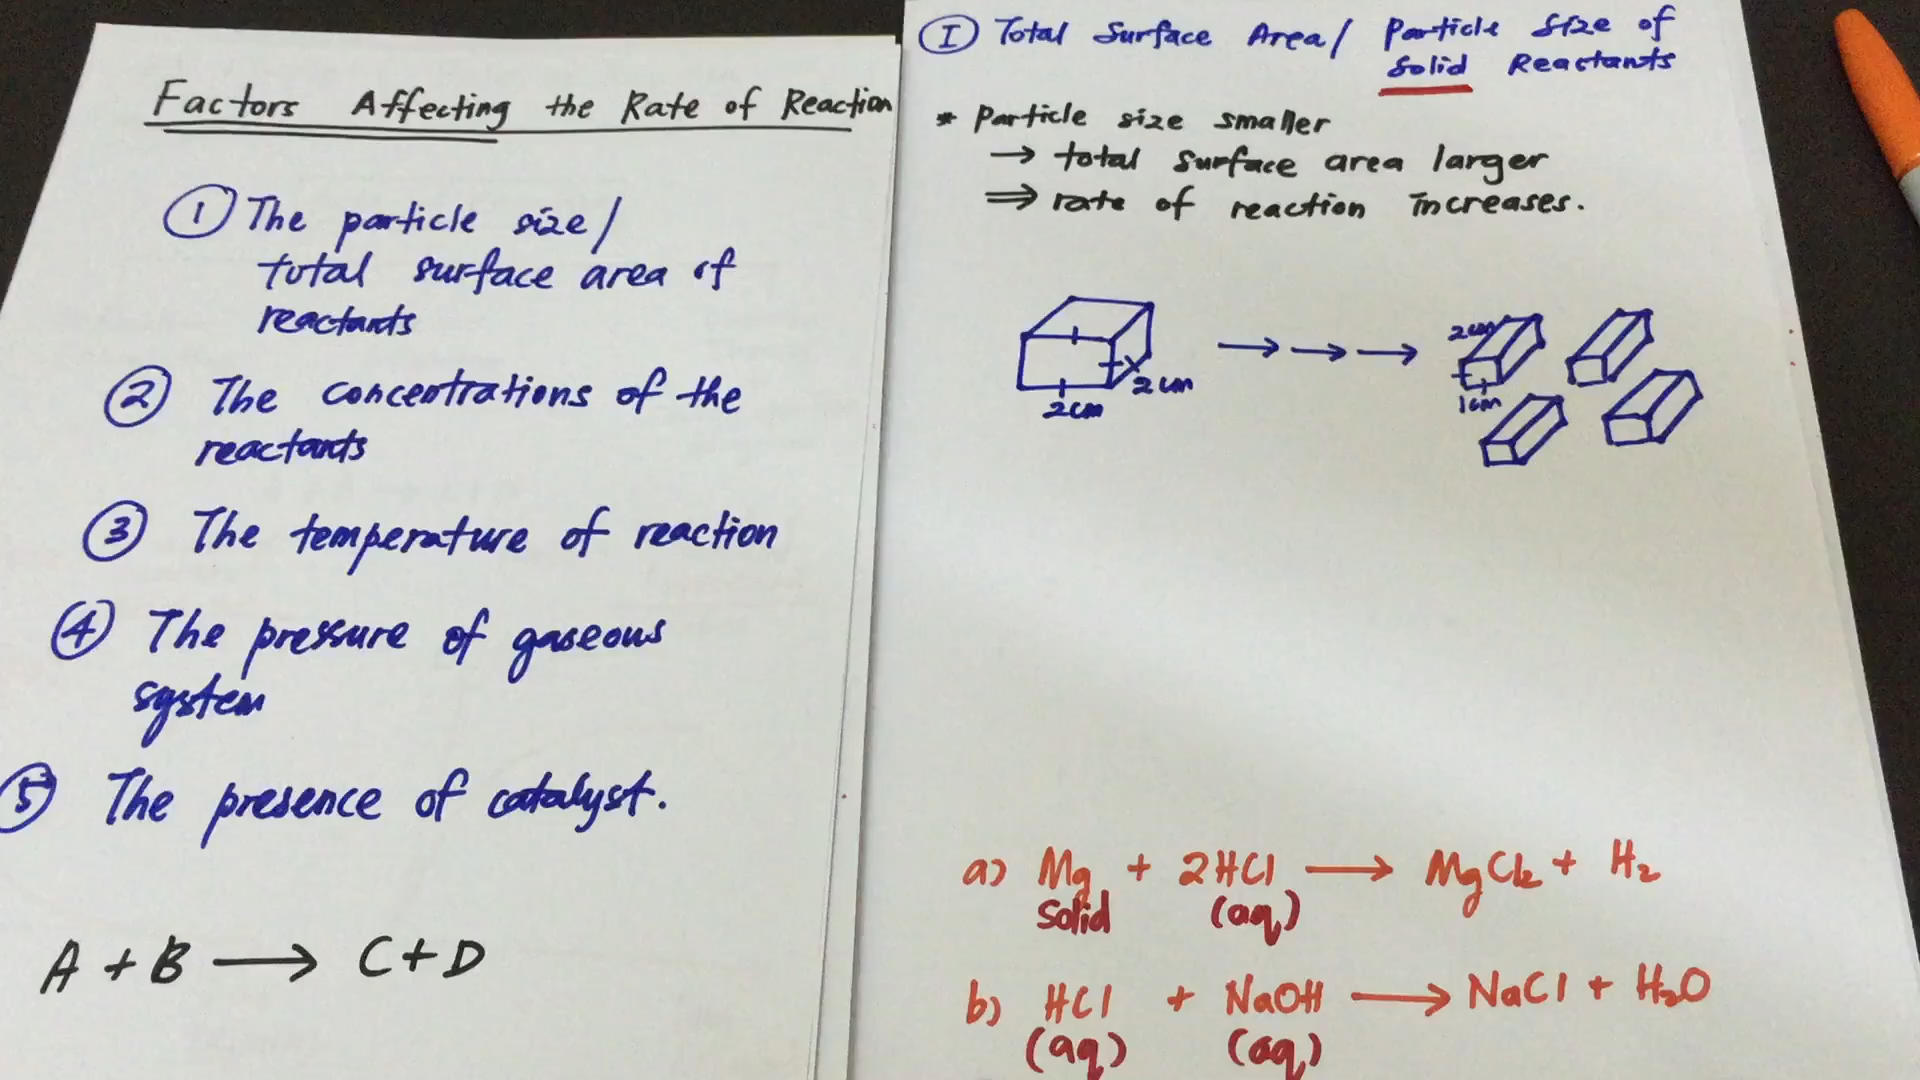 Factors Affecting the Rate of Reaction
① The particle size/
total surface area of
reactants
② The concentrations of the
reactants
③ The temperature of reaction
④ The pressure of gaseous
system
⑤ The presence of catalyst.
A + B → C + D
Ⓘ Total Surface Area/ Particle Size of
Solid Reactants
* Particle size smaller
→ total surface area larger
⇒ rate of reaction increases.
2cm
2cm
→ → →
2cm
1cm
a) Mg + 2HCl → MgCl₂ + H₂
Solid (aq)
b) HCl + NaOH → NaCl + H₂O
(aq) (aq)